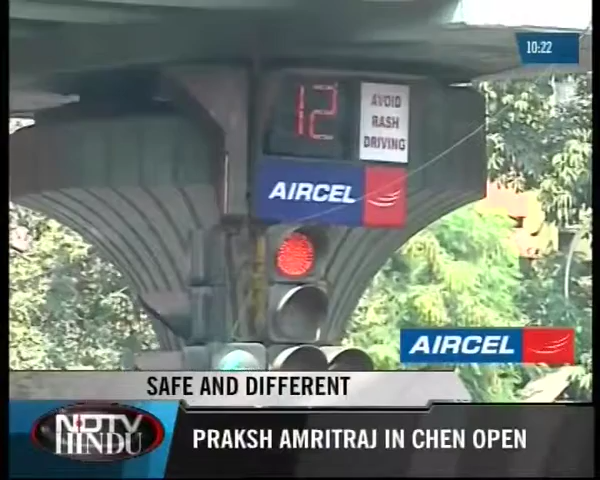 10:22
12
AVOID
RASH
DRIVING
AIRCEL
AIRCEL
SAFE AND DIFFERENT
NDTV
HINDU
PRAKSH AMRITRAJ IN CHEN OPEN